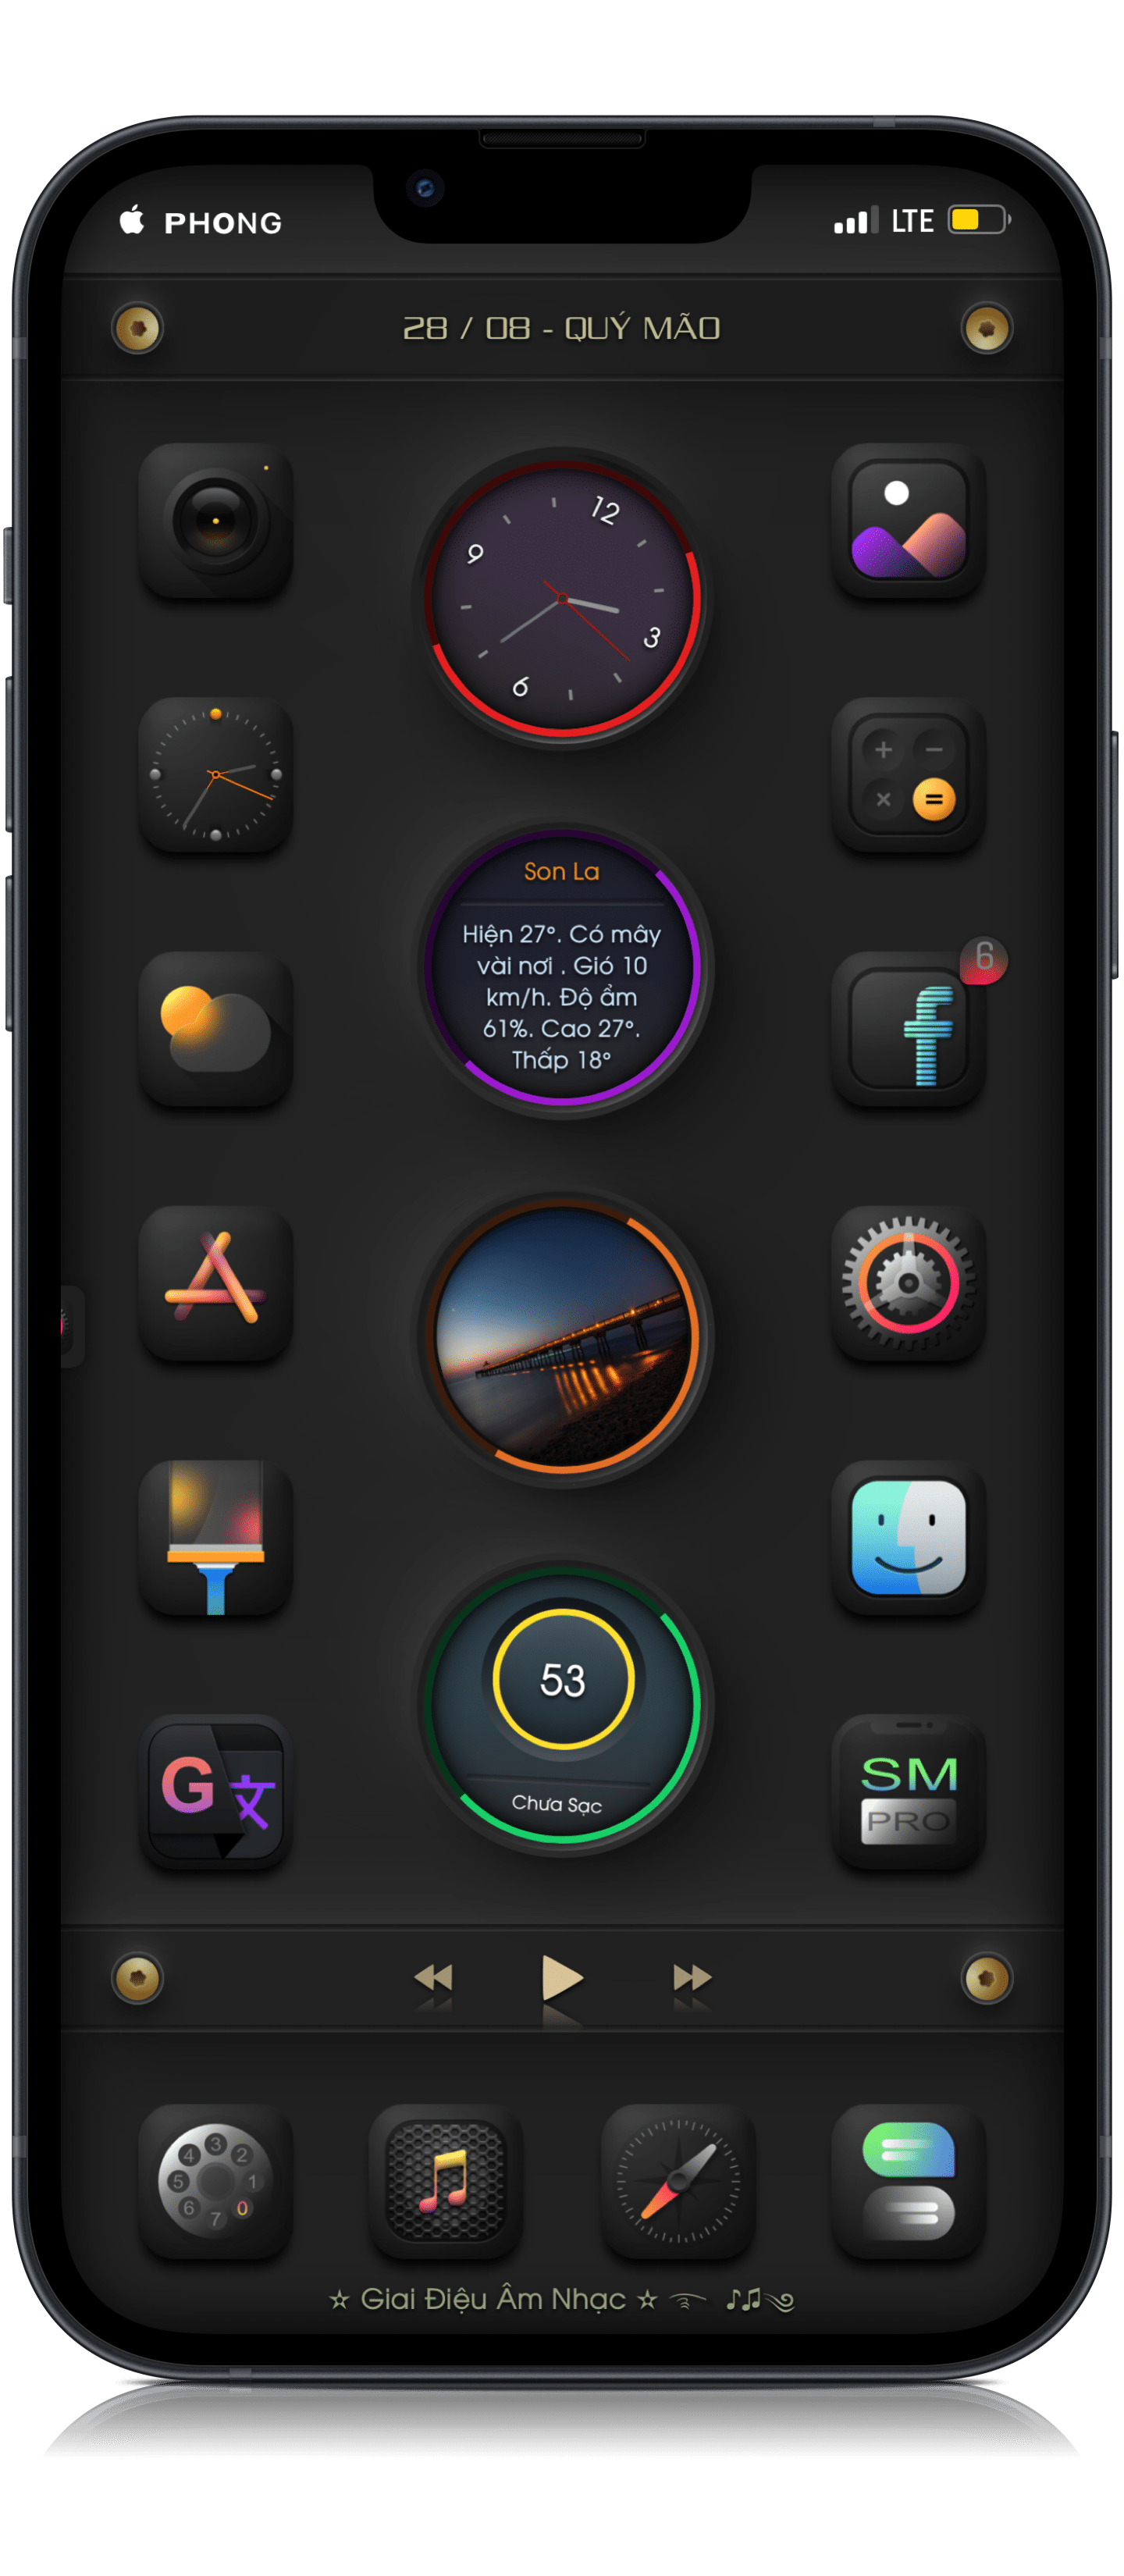 PHONG
LTE
28 / 08 - QUÝ MÃO
12
9
3
6
+ −
× =
Son La
Hiện 27°. Có mây
vài nơi . Gió 10
km/h. Độ ẩm
61%. Cao 27°.
Thấp 18°
6
f
53
Chưa Sạc
G文
SM
PRO
4 3 2
5 1
6 7 0
☆ Giai Điệu Âm Nhạc ☆